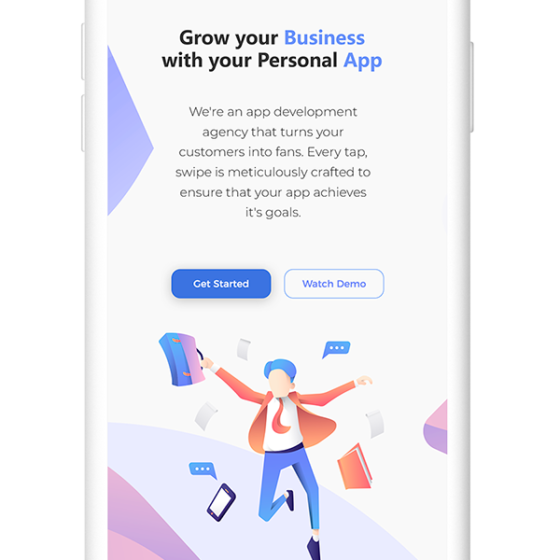 Grow your Business
with your Personal App
We're an app development
agency that turns your
customers into fans. Every tap,
swipe is meticulously crafted to
ensure that your app achieves
it's goals.
Get Started
Watch Demo